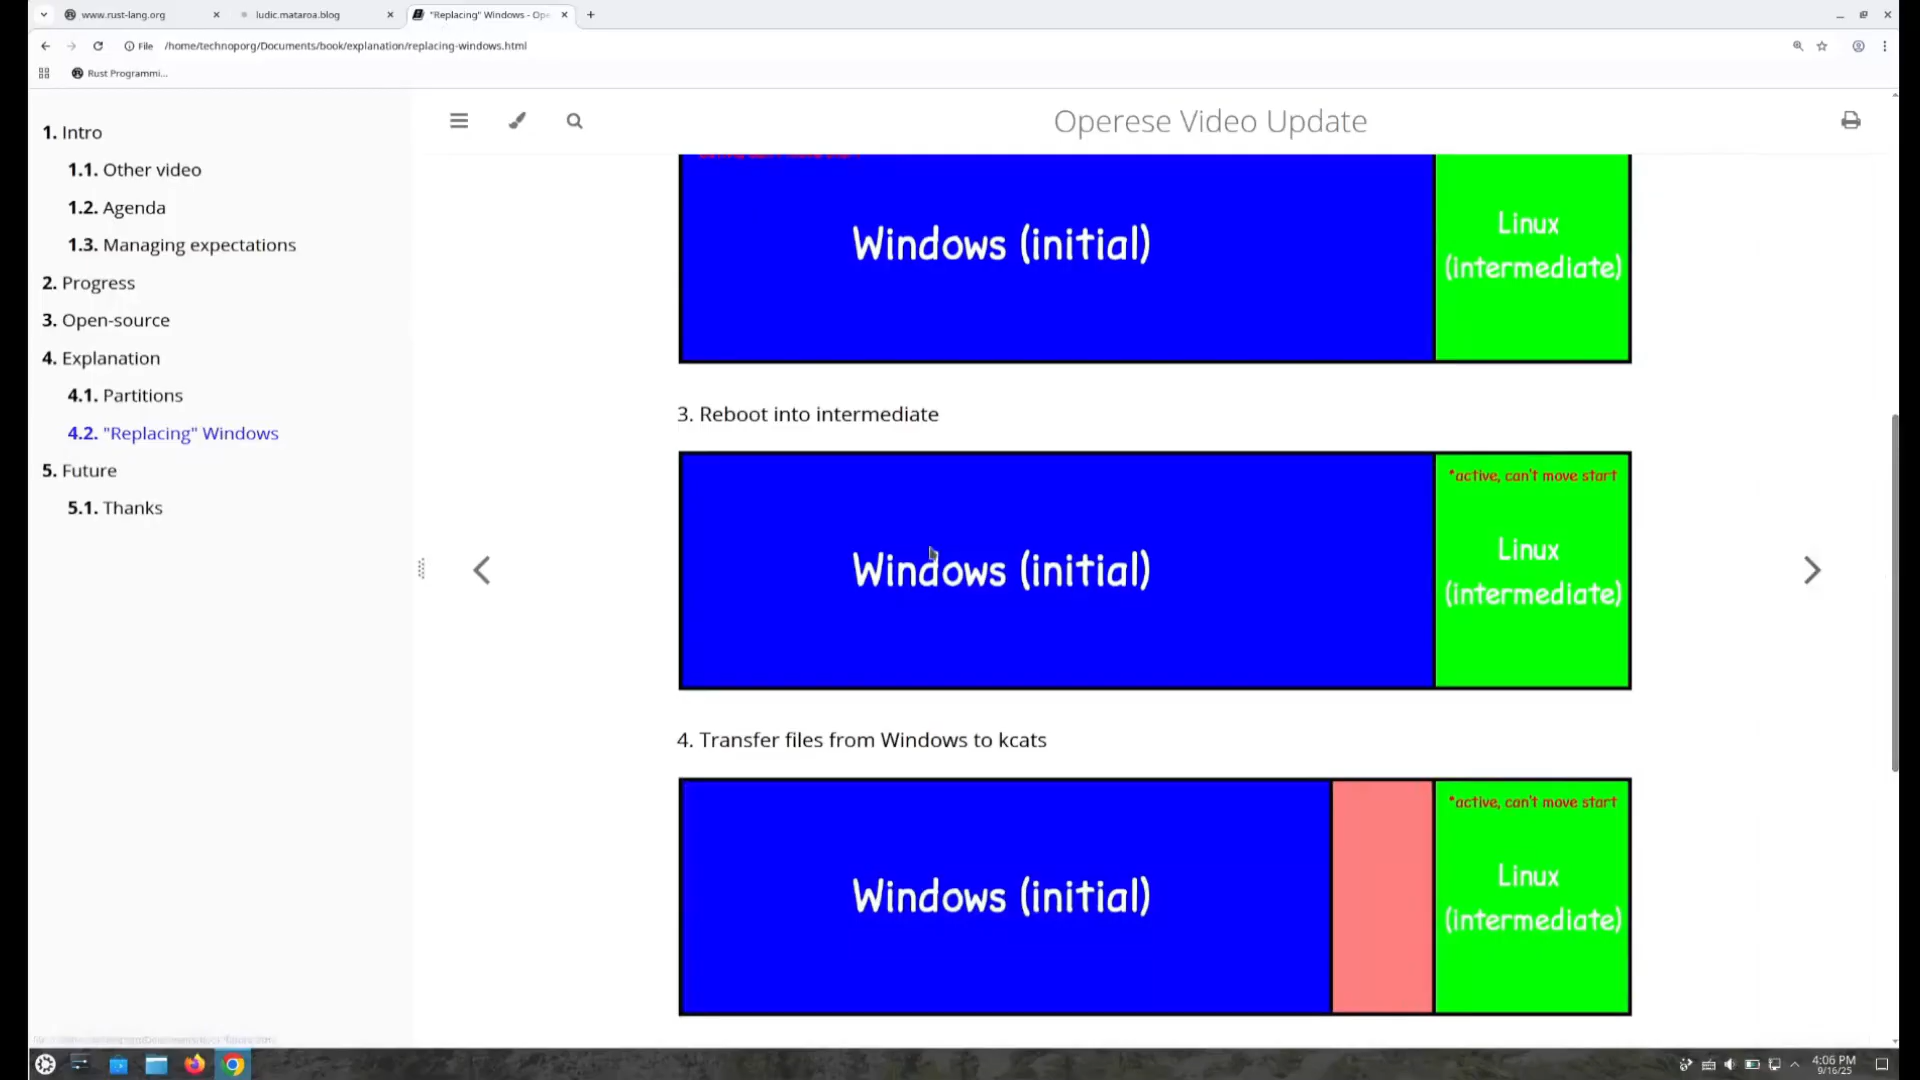 www.rust-lang.org
ludic.mataroa.blog
"Replacing" Windows - Ope
File /home/technoporg/Documents/book/explanation/replacing-windows.html
Rust Programmi...
Operese Video Update
1. Intro
1.1. Other video
1.2. Agenda
1.3. Managing expectations
2. Progress
3. Open-source
4. Explanation
4.1. Partitions
4.2. "Replacing" Windows
5. Future
5.1. Thanks
Windows (initial)
Linux
(intermediate)
3. Reboot into intermediate
*active, can't move start
Windows (initial)
Linux
(intermediate)
4. Transfer files from Windows to kcats
*active, can't move start
Windows (initial)
Linux
(intermediate)
4:06 PM
9/16/25